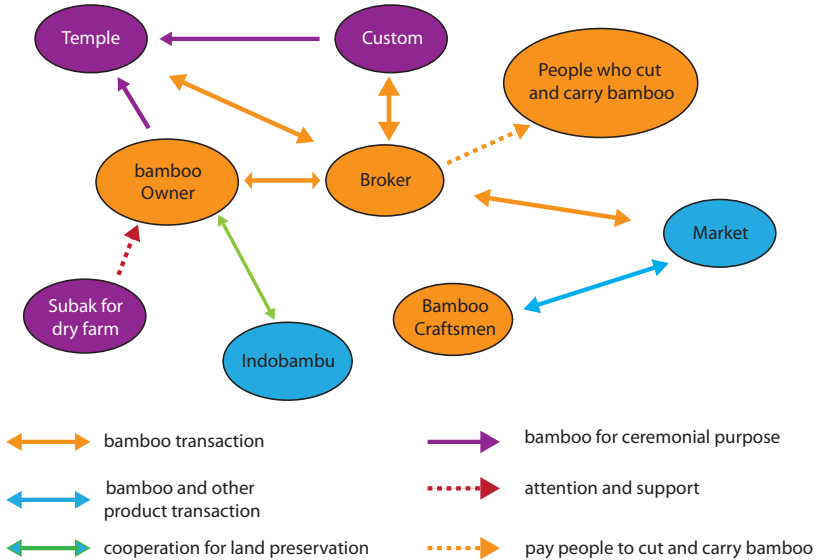 Temple
Custom
People who cut
and carry bamboo
bamboo
Owner
Broker
Market
Subak for
dry farm
Bamboo
Craftsmen
Indobambu
bamboo transaction
bamboo for ceremonial purpose
bamboo and other
product transaction
attention and support
cooperation for land preservation
pay people to cut and carry bamboo